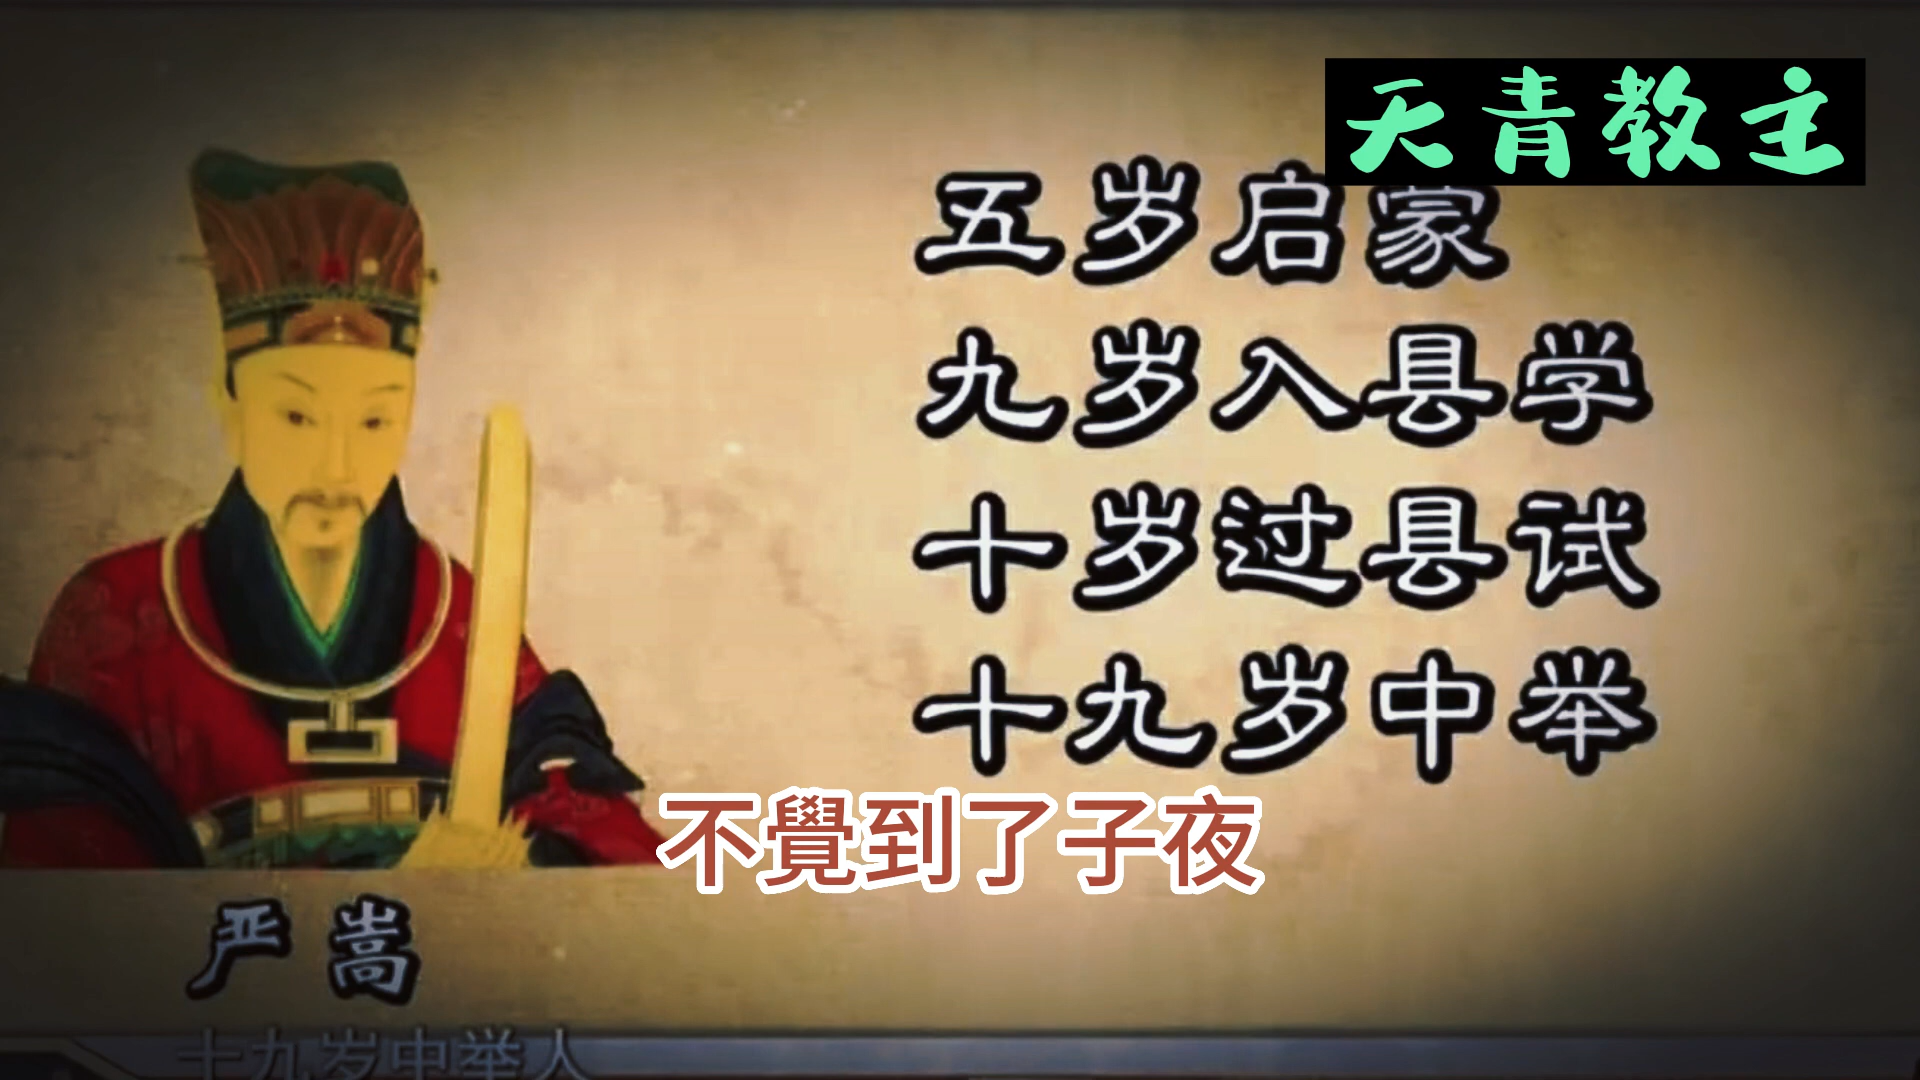 天青教主
五岁启蒙
九岁入县学
十岁过县试
十九岁中举
不覺到了子夜
严嵩
十九岁中举人